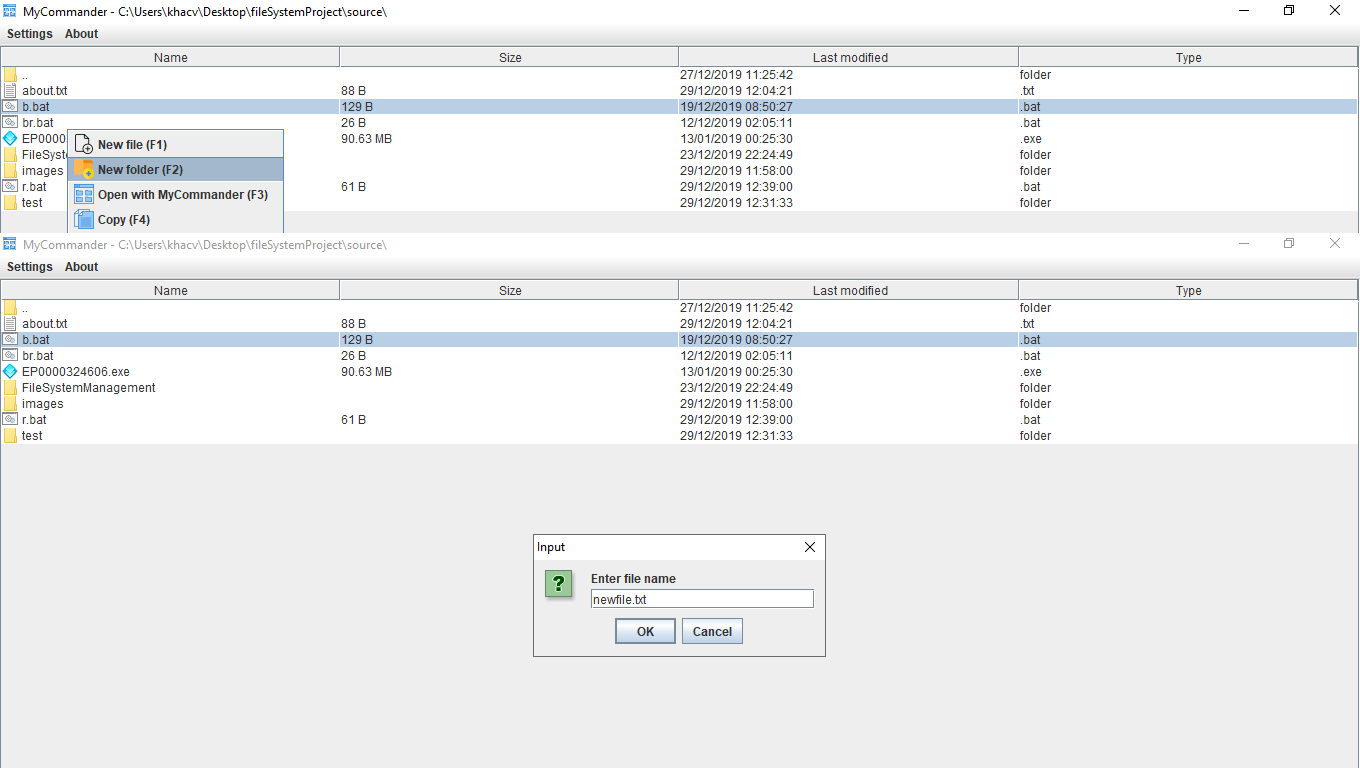 MyCommander - C:\Users\khacv\Desktop\fileSystemProject\source\
Settings About
Name Size Last modified Type
.. 27/12/2019 11:25:42 folder
about.txt 88 B 29/12/2019 12:04:21 .txt
b.bat 129 B 19/12/2019 08:50:27 .bat
br.bat 26 B 12/12/2019 02:05:11 .bat
EP0000 90.63 MB 13/01/2019 00:25:30 .exe
New file (F1)
FileSyst 23/12/2019 22:24:49 folder
images 29/12/2019 11:58:00 folder
New folder (F2)
r.bat 61 B 29/12/2019 12:39:00 .bat
Open with MyCommander (F3)
test 29/12/2019 12:31:33 folder
Copy (F4)
MyCommander - C:\Users\khacv\Desktop\fileSystemProject\source\
Settings About
Name Size Last modified Type
.. 27/12/2019 11:25:42 folder
about.txt 88 B 29/12/2019 12:04:21 .txt
b.bat 129 B 19/12/2019 08:50:27 .bat
br.bat 26 B 12/12/2019 02:05:11 .bat
EP0000324606.exe 90.63 MB 13/01/2019 00:25:30 .exe
FileSystemManagement 23/12/2019 22:24:49 folder
images 29/12/2019 11:58:00 folder
r.bat 61 B 29/12/2019 12:39:00 .bat
test 29/12/2019 12:31:33 folder
Input
?
Enter file name
newfile.txt
OK Cancel